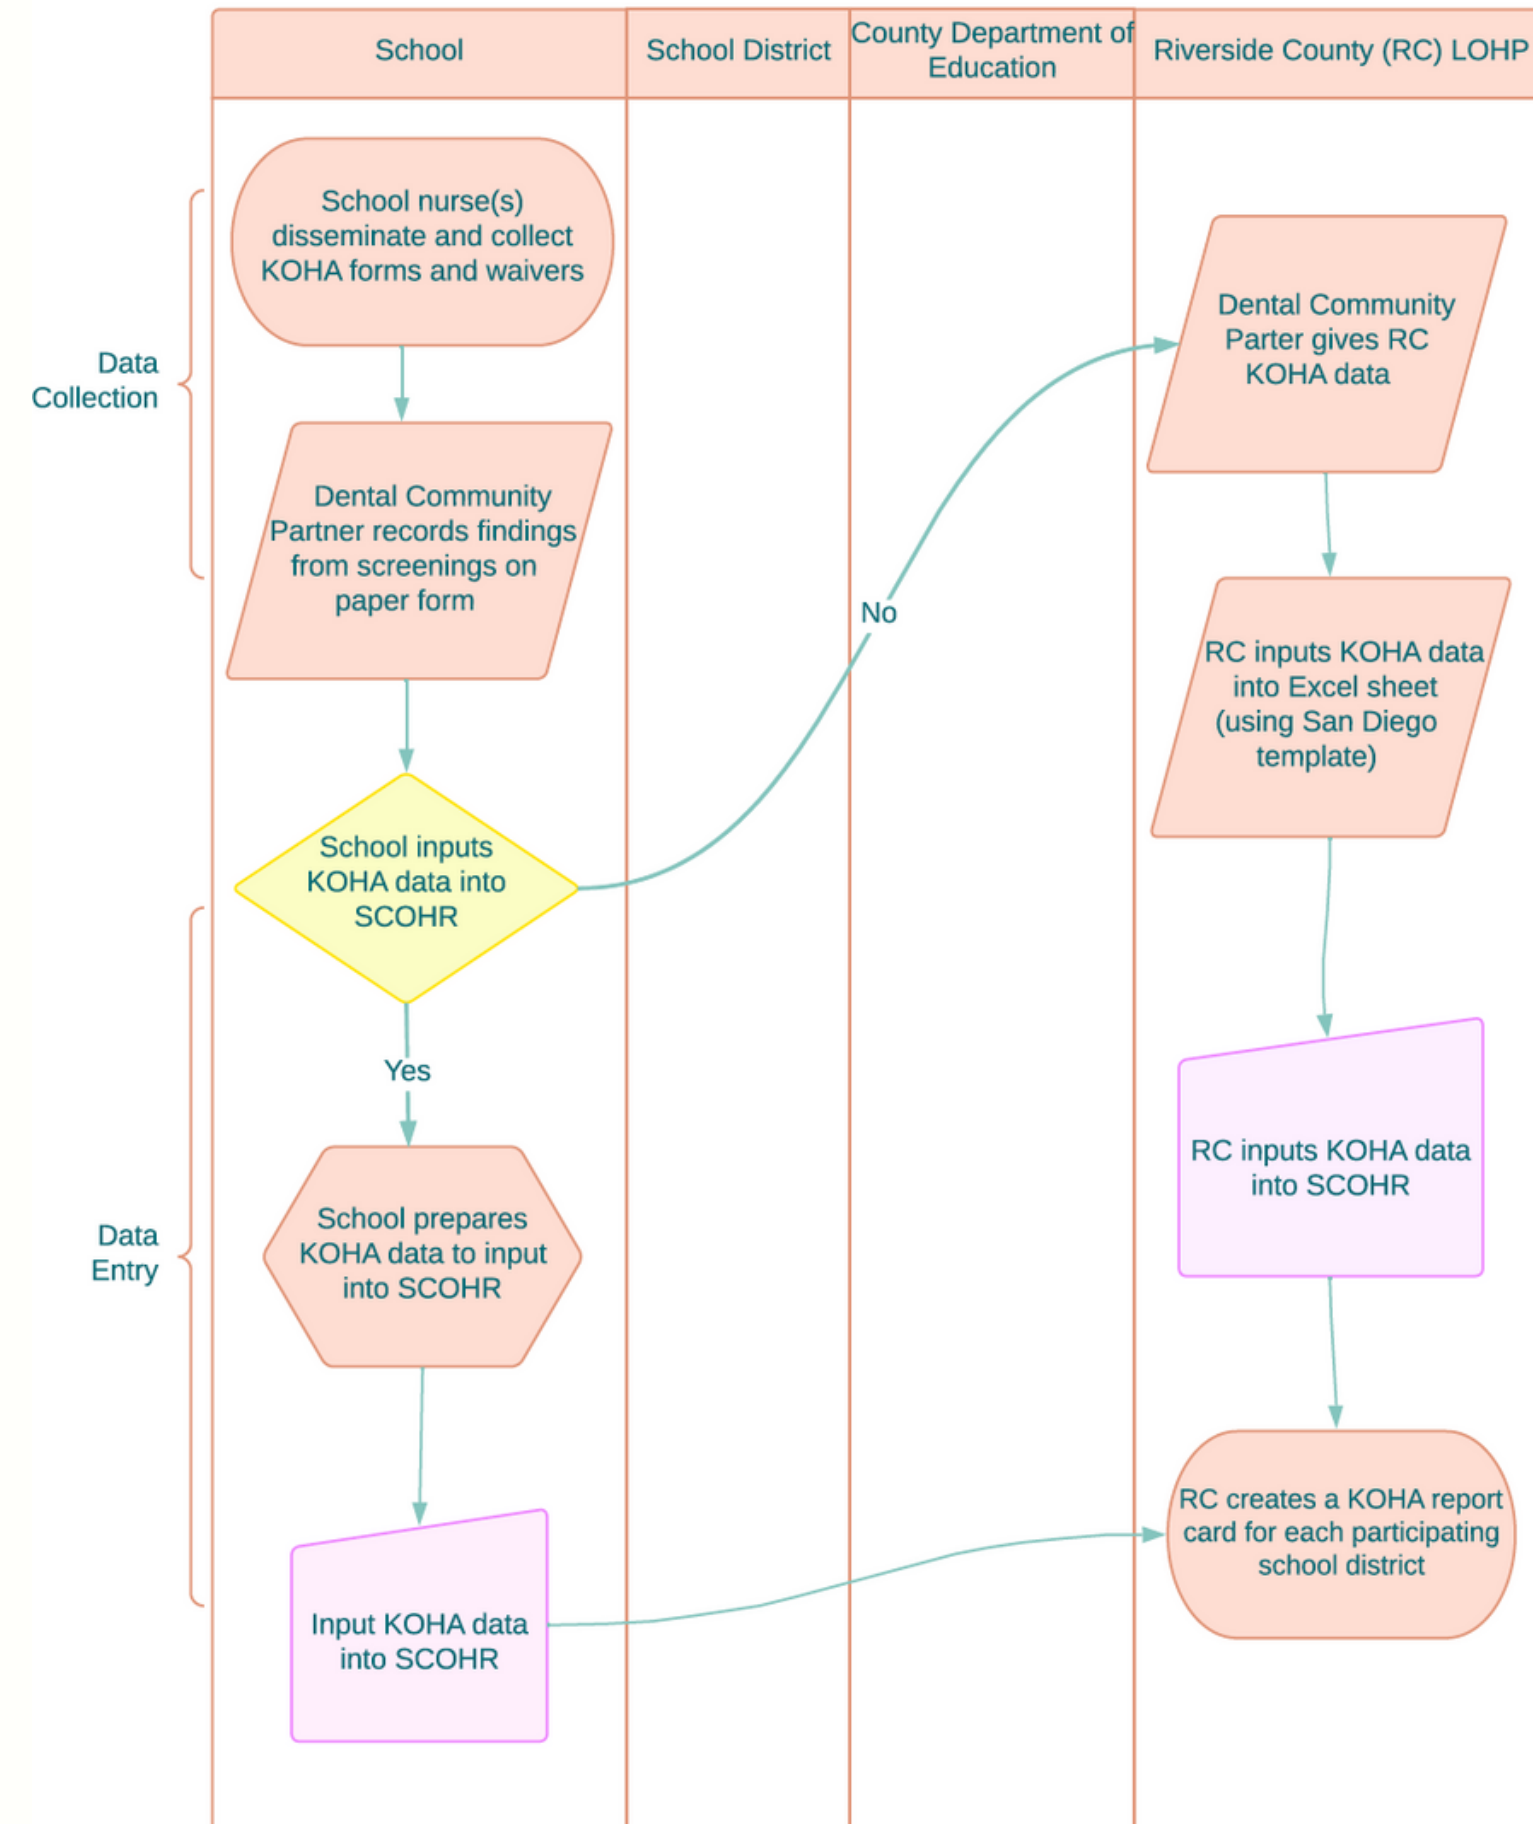 School
School District
County Department of
Education
Riverside County (RC) LOHP
School nurse(s)
disseminate and collect
KOHA forms and waivers
Data
Collection
Dental Community
Partner records findings
from screenings on
paper form
School inputs
KOHA data into
SCOHR
No
Yes
Data
Entry
School prepares
KOHA data to input
into SCOHR
Input KOHA data
into SCOHR
Dental Community
Parter gives RC
KOHA data
RC inputs KOHA data
into Excel sheet
(using San Diego
template)
RC inputs KOHA data
into SCOHR
RC creates a KOHA report
card for each participating
school district